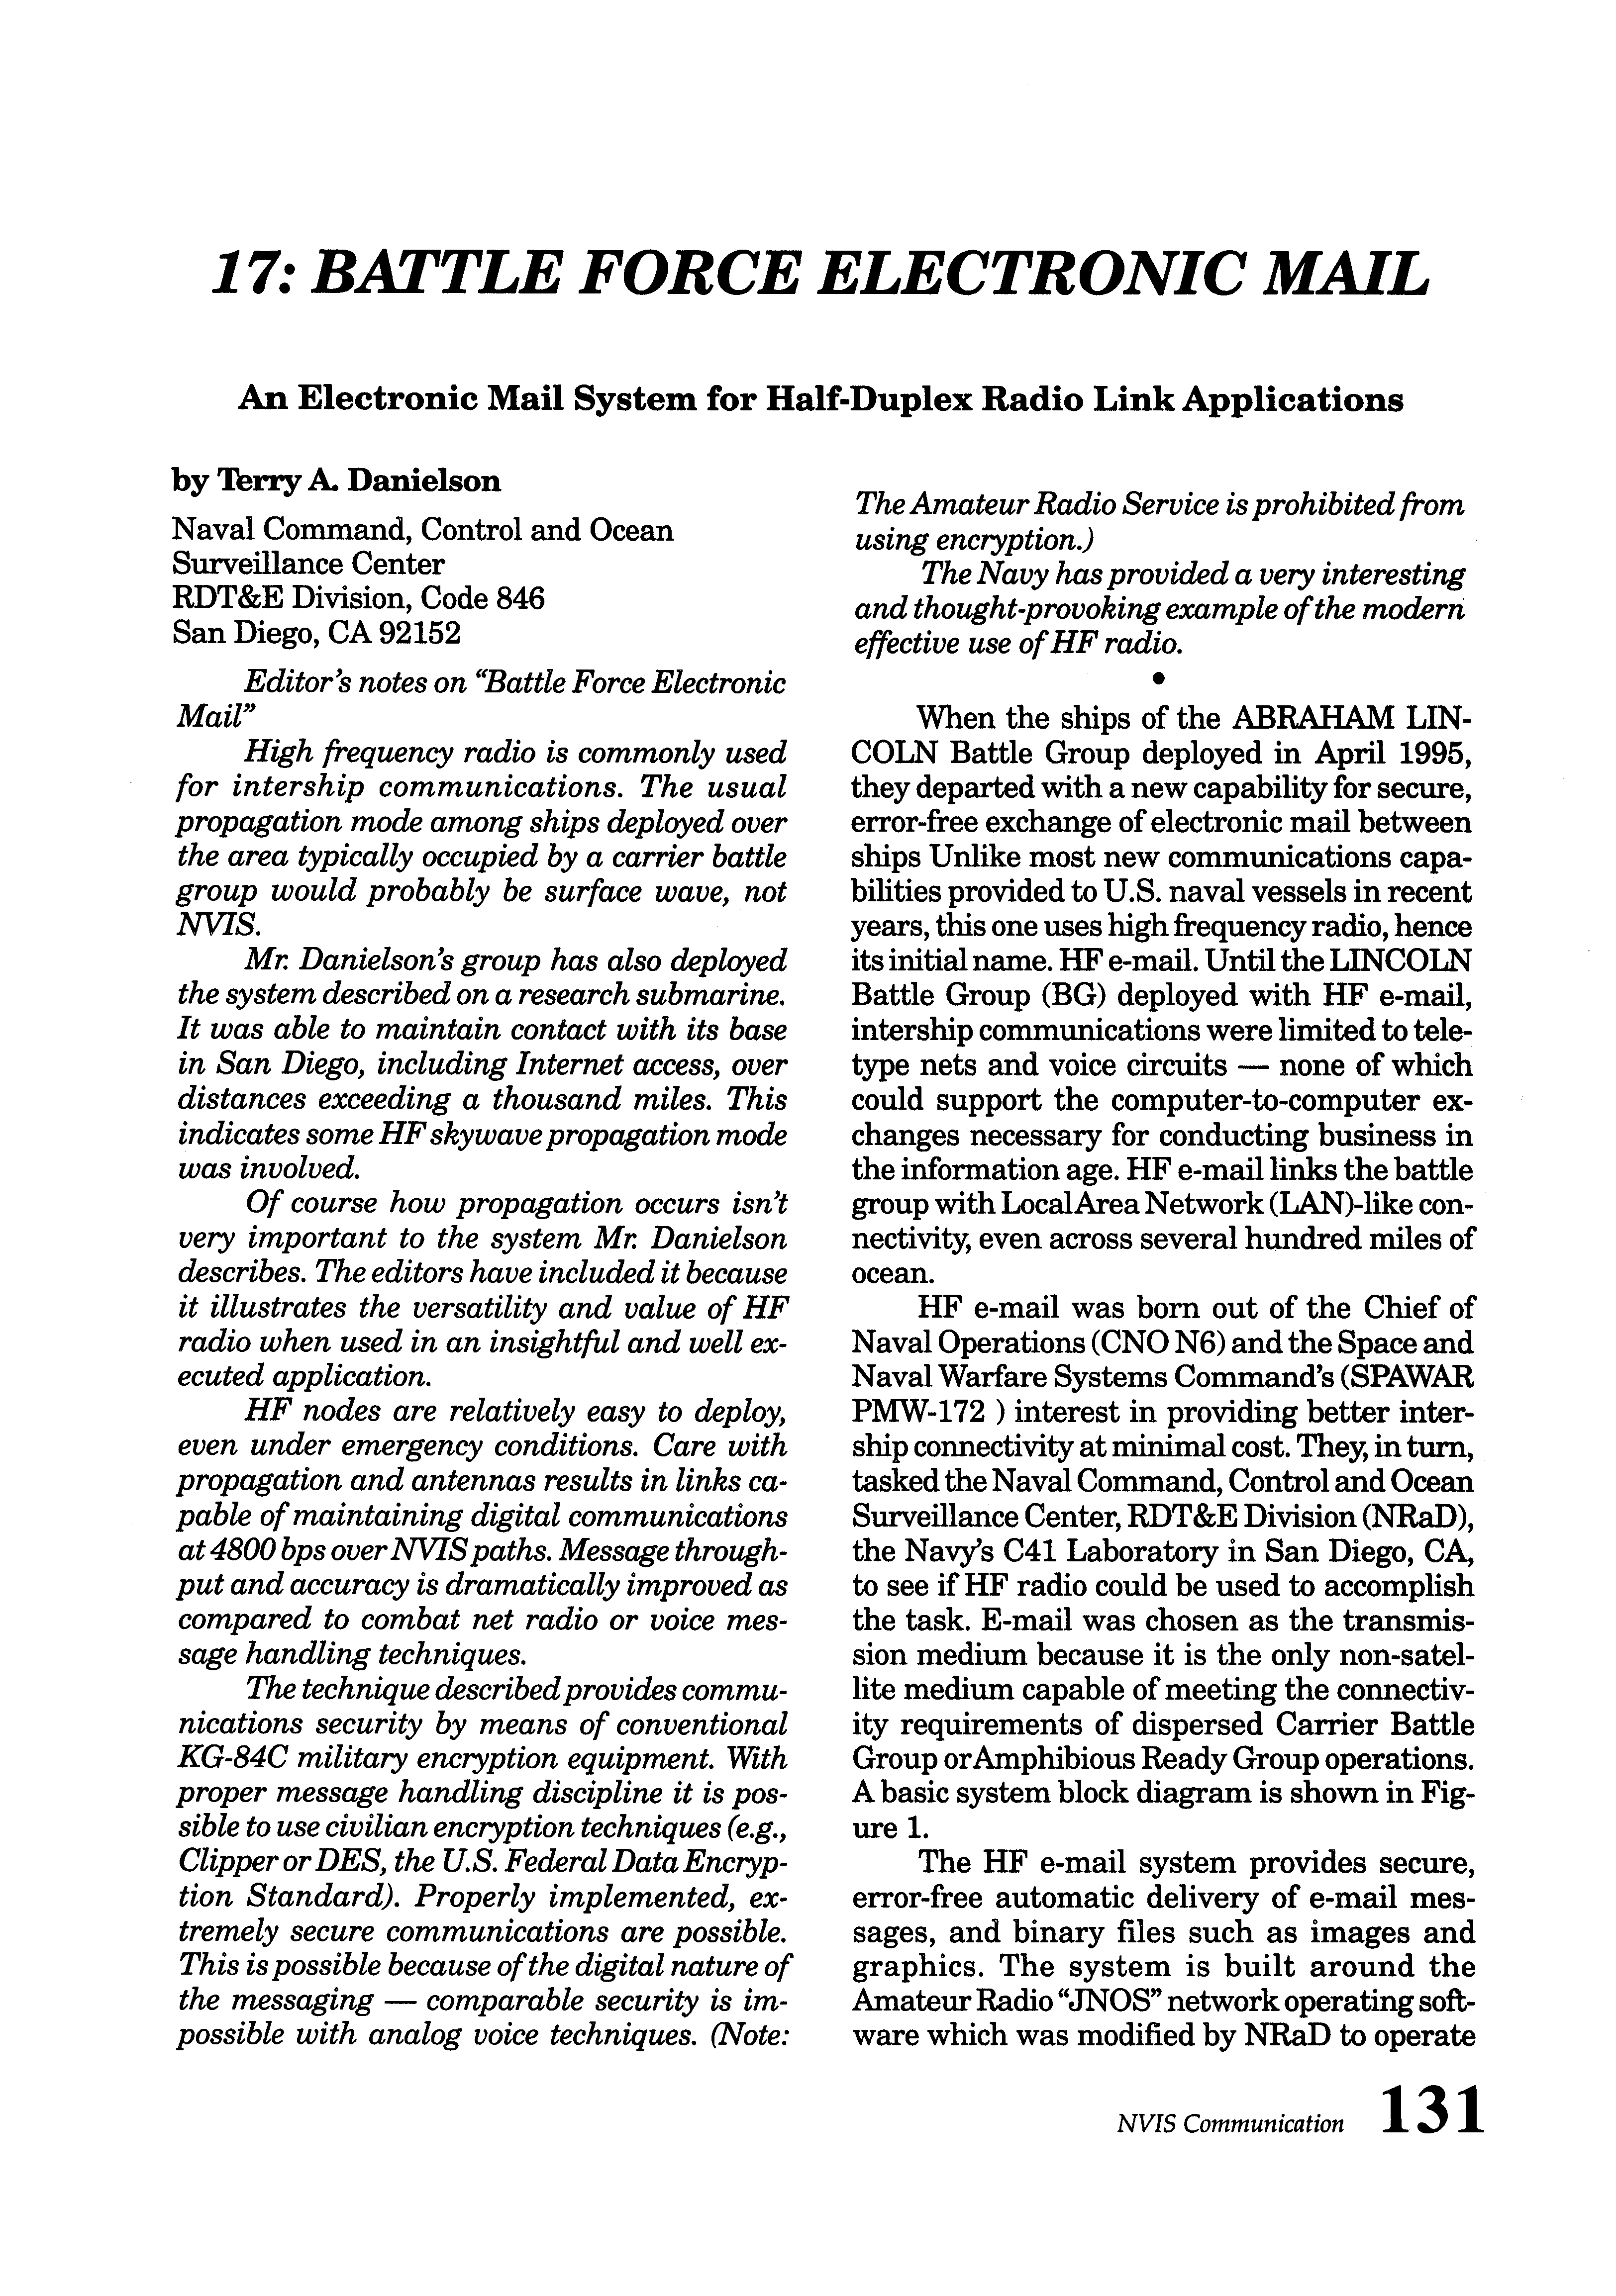 17: BATTLE FORCE ELECTRONIC MAIL
An Electronic Mail System for Half-Duplex Radio Link Applications
by Terry A. Danielson
Naval Command, Control and Ocean
Surveillance Center
RDT&E Division, Code 846
San Diego, CA 92152
Editor's notes on "Battle Force Electronic
Mail"
High frequency radio is commonly used
for intership communications. The usual
propagation mode among ships deployed over
the area typically occupied by a carrier battle
group would probably be surface wave, not
NVIS.
Mr. Danielson's group has also deployed
the system described on a research submarine.
It was able to maintain contact with its base
in San Diego, including Internet access, over
distances exceeding a thousand miles. This
indicates some HF skywave propagation mode
was involved.
Of course how propagation occurs isn't
very important to the system Mr. Danielson
describes. The editors have included it because
it illustrates the versatility and value of HF
radio when used in an insightful and well ex-
ecuted application.
HF nodes are relatively easy to deploy,
even under emergency conditions. Care with
propagation and antennas results in links ca-
pable of maintaining digital communications
at 4800 bps over NVIS paths. Message through-
put and accuracy is dramatically improved as
compared to combat net radio or voice mes-
sage handling techniques.
The technique described provides commu-
nications security by means of conventional
KG-84C military encryption equipment. With
proper message handling discipline it is pos-
sible to use civilian encryption techniques (e.g.,
Clipper or DES, the U.S. Federal Data Encryp-
tion Standard). Properly implemented, ex-
tremely secure communications are possible.
This is possible because of the digital nature of
the messaging — comparable security is im-
possible with analog voice techniques. (Note:
The Amateur Radio Service is prohibited from
using encryption.)
The Navy has provided a very interesting
and thought-provoking example of the modern
effective use of HF radio.
•
When the ships of the ABRAHAM LIN-
COLN Battle Group deployed in April 1995,
they departed with a new capability for secure,
error-free exchange of electronic mail between
ships Unlike most new communications capa-
bilities provided to U.S. naval vessels in recent
years, this one uses high frequency radio, hence
its initial name. HF e-mail. Until the LINCOLN
Battle Group (BG) deployed with HF e-mail,
intership communications were limited to tele-
type nets and voice circuits — none of which
could support the computer-to-computer ex-
changes necessary for conducting business in
the information age. HF e-mail links the battle
group with Local Area Network (LAN)-like con-
nectivity, even across several hundred miles of
ocean.
HF e-mail was born out of the Chief of
Naval Operations (CNO N6) and the Space and
Naval Warfare Systems Command's (SPAWAR
PMW-172 ) interest in providing better inter-
ship connectivity at minimal cost. They, in turn,
tasked the Naval Command, Control and Ocean
Surveillance Center, RDT&E Division (NRaD),
the Navy's C41 Laboratory in San Diego, CA,
to see if HF radio could be used to accomplish
the task. E-mail was chosen as the transmis-
sion medium because it is the only non-satel-
lite medium capable of meeting the connectiv-
ity requirements of dispersed Carrier Battle
Group or Amphibious Ready Group operations.
A basic system block diagram is shown in Fig-
ure 1.
The HF e-mail system provides secure,
error-free automatic delivery of e-mail mes-
sages, and binary files such as images and
graphics. The system is built around the
Amateur Radio "JNOS" network operating soft-
ware which was modified by NRaD to operate
NVIS Communication 131